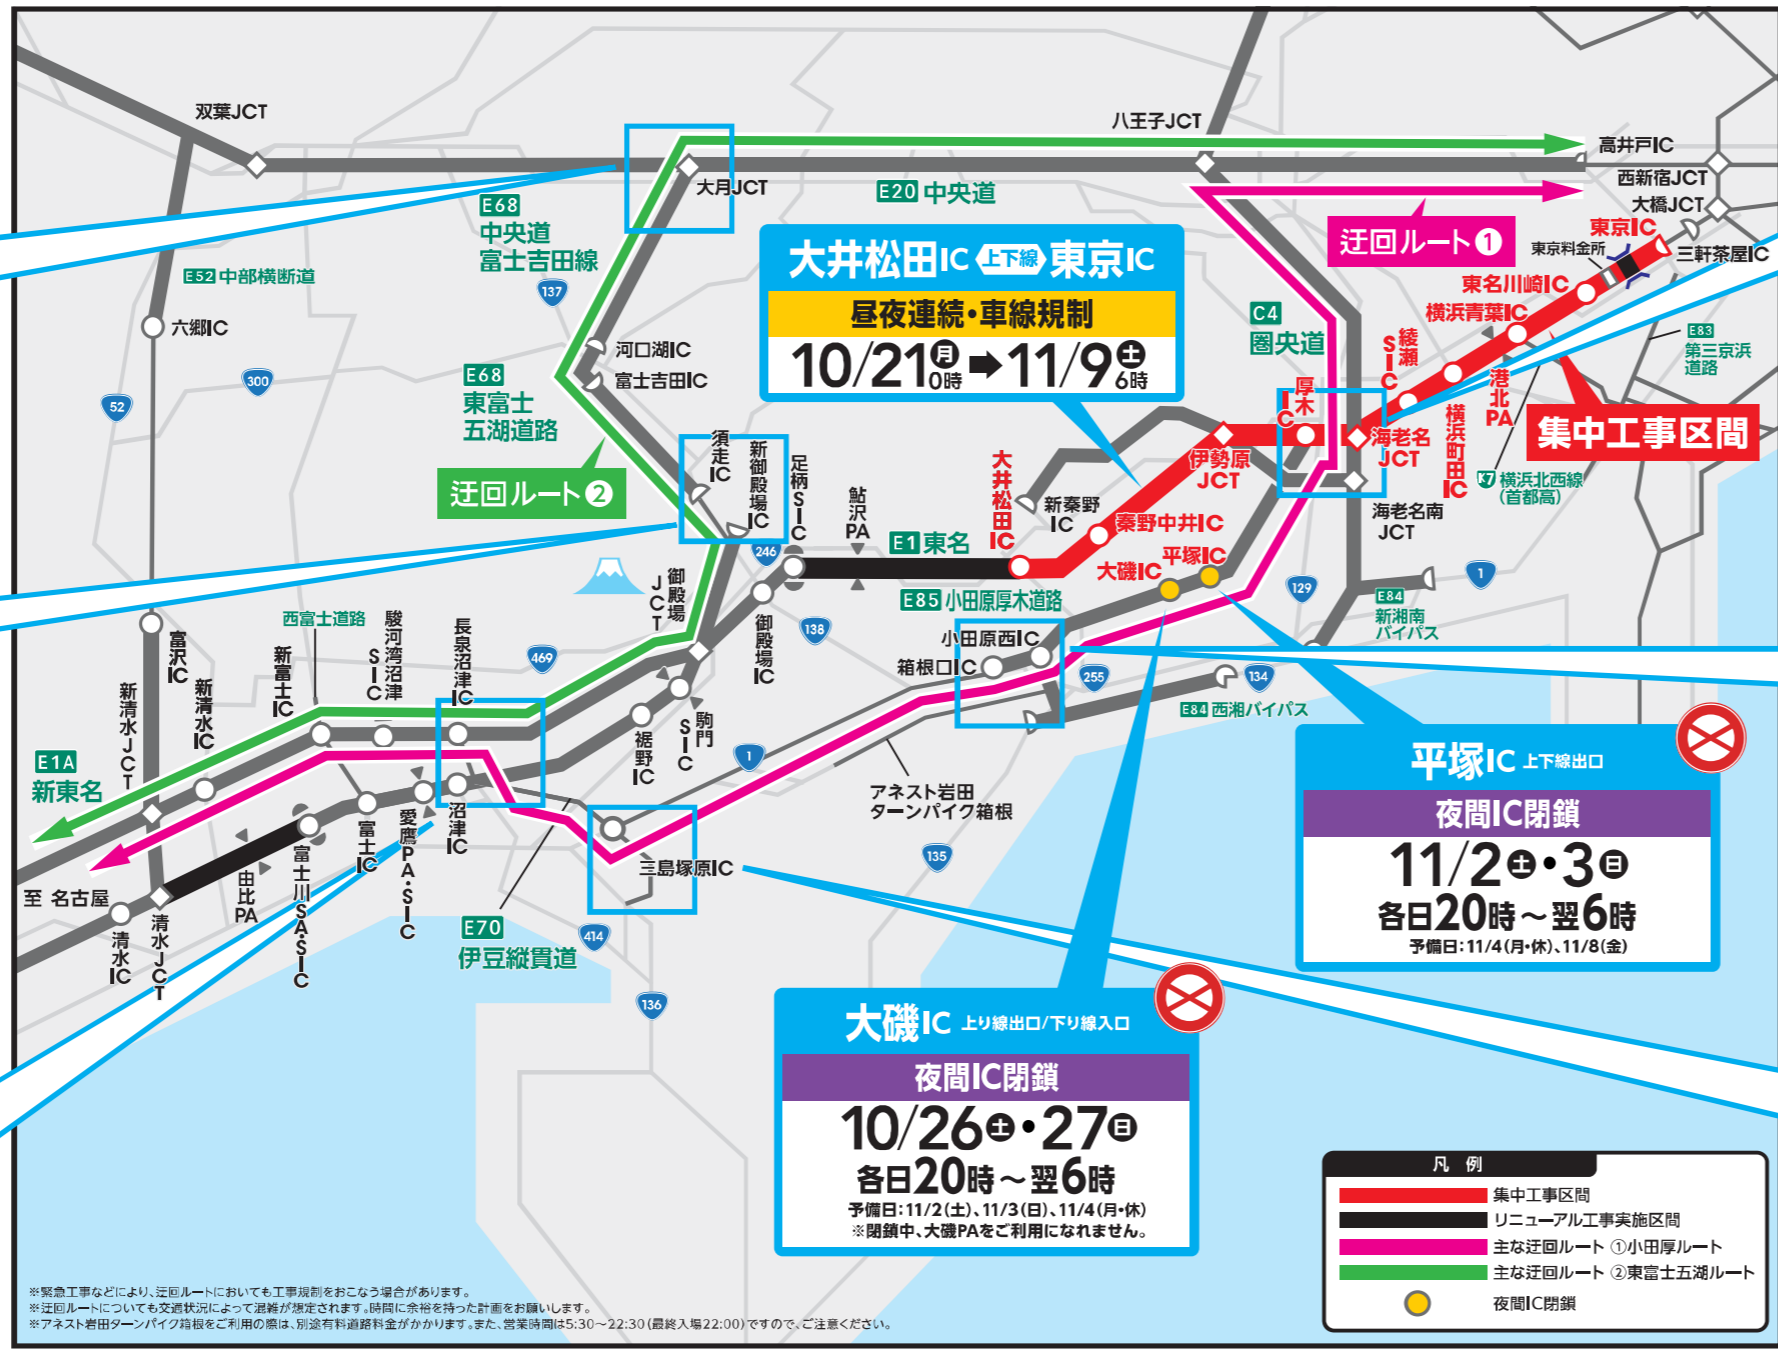 双葉JCT
八王子JCT
高井戸IC
西新宿JCT
大橋JCT
東京IC
三軒茶屋IC
東京料金所
大月JCT
E20 中央道
E68
中央道
富士吉田線
E52 中部横断道
137
六郷IC
300
52
河口湖IC
富士吉田IC
E68
東富士
五湖道路
迂回ルート❷
迂回ルート❶
大井松田IC 上下線 東京IC
昼夜連続・車線規制
10/21月0時➡11/9土6時
C4
圏央道
東名川崎IC
横浜青葉IC
E83
第三京浜
道路
綾瀬SIC
港北PA
集中工事区間
厚木IC
海老名
JCT
横浜町田IC
K7 横浜北西線
(首都高)
伊勢原
JCT
海老名南
JCT
須走IC
新御殿場IC
足柄SIC
鮎沢PA
大井松田IC
新秦野
IC
秦野中井IC
246
E1 東名
平塚IC
大磯IC
E85 小田原厚木道路
129
1
E84
新湘南
バイパス
御殿場JCT
御殿場IC
138
小田原西IC
箱根口IC
255
134
E84 西湘バイパス
富沢IC
西富士道路
駿河湾沼津SIC
長泉沼津IC
469
新富士IC
新清水IC
新清水JCT
E1A
新東名
駒門SIC
裾野IC
1
アネスト岩田
ターンパイク箱根
135
三島塚原IC
沼津IC
愛鷹PA・SIC
富士IC
富士川SA・SIC
由比PA
至 名古屋
清水IC
清水JCT
E70
伊豆縦貫道
414
136
平塚IC 上下線出口
夜間IC閉鎖
11/2土・3日
各日20時～翌6時
予備日:11/4(月・休)、11/8(金)
大磯IC 上り線出口/下り線入口
夜間IC閉鎖
10/26土・27日
各日20時～翌6時
予備日:11/2(土)、11/3(日)、11/4(月・休)
※閉鎖中、大磯PAをご利用になれません。
凡 例
集中工事区間
リニューアル工事実施区間
主な迂回ルート ①小田厚ルート
主な迂回ルート ②東富士五湖ルート
夜間IC閉鎖
※緊急工事などにより、迂回ルートにおいても工事規制をおこなう場合があります。
※迂回ルートについても交通状況によって混雑が想定されます。時間に余裕を持った計画をお願いします。
※アネスト岩田ターンパイク箱根をご利用の際は、別途有料道路料金がかかります。また、営業時間は5:30～22:30(最終入場22:00)ですので、ご注意ください。